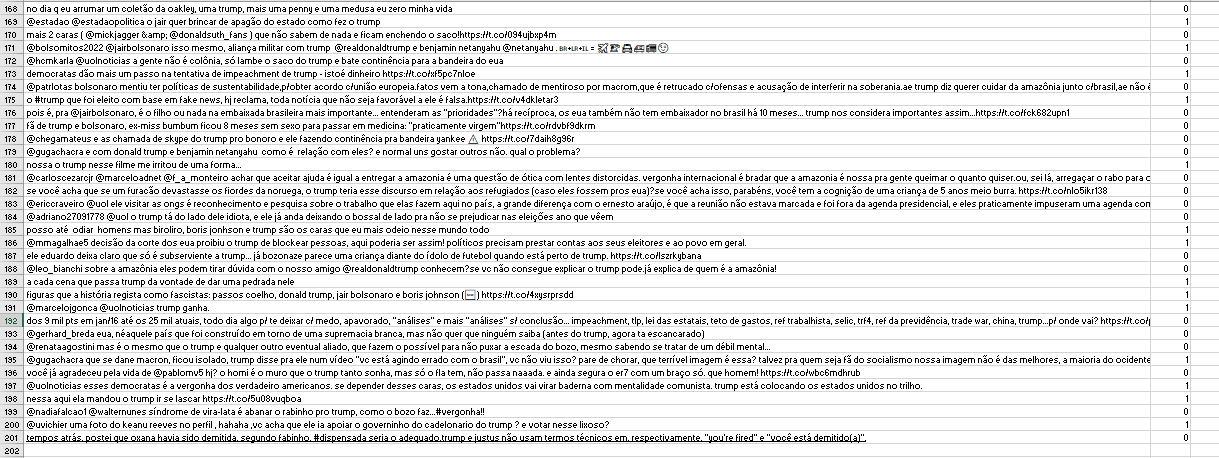 168 no dia q eu arrumar um coletão da oakley, uma trump, mais uma penny e uma medusa eu zero minha vida 0
169 @estadao @estadaopolitica o jair quer brincar de apagão do estado como fez o trump 1
170 mais 2 caras ( @mickjagger &amp; @donaldsuth_fans ) que não sabem de nada e ficam enchendo o saco!https://t.co/094ujbxp4m 0
171 @bolsomitos2022 @jairbolsonaro isso mesmo, aliança militar com trump @realdonaldtrump e benjamin netanyahu @netanyahu . BR+LR+IL = 1
172 @hcmkarla @uolnoticias a gente não é colônia, só lambe o saco do trump e bate continência para a bandeira do eua 0
173 democratas dão mais um passo na tentativa de impeachment de trump - istoé dinheiro https://t.co/xf5pc7nloe 1
174 @patrlotas bolsonaro mentiu ter políticas de sustentabilidade,p/obter acordo c/união europeia.fatos vem a tona,chamado de mentiroso por macrom,que é retrucado c/ofensas e acusação de interferir na soberania.ae trump diz querer cuidar da amazônia junto c/brasil,ae não é 0
175 o #trump que foi eleito com base em fake news, hj reclama, toda notícia que não seja favorável a ele é falsa.https://t.co/v4dkletar3 1
176 pois é, pra @jairbolsonaro, é o filho ou nada na embaixada brasileira mais importante... entenderam as "prioridades"?há recíproca, os eua também não tem embaixador no brasil há 10 meses... trump nos considera importantes assim...https://t.co/fck682upn1 0
177 fã de trump e bolsonaro, ex-miss bumbum ficou 8 meses sem sexo para passar em medicina: "praticamente virgem"https://t.co/rdvbf9dkrm 0
178 @chegamateus e as chamada de skype do trump pro bonoro e ele fazendo continência pra bandeira yankee https://t.co/7daih8g96r 0
179 @gugachacra e com donald trump e benjamin netanyahu como é relação com eles? e normal uns gostar outros não. qual o problema? 0
180 nossa o trump nesse filme me irritou de uma forma... 1
181 @carloscezarcjr @marceloadnet @f_a_monteiro achar que aceitar ajuda é igual a entregar a amazonia é uma questão de ótica com lentes distorcidas. vergonha internacional é bradar que a amazonia é nossa pra gente queimar o quanto quiser.ou, sei lá, arregaçar o rabo para o 0
182 se você acha que se um furacão devastasse os fiordes da noruega, o trump teria esse discurso em relação aos refugiados (caso eles fossem pros eua)?se você acha isso, parabéns, você tem a cognição de uma criança de 5 anos meio burra. https://t.co/nlo5ikr138 0
183 @ericcraveiro @uol ele visitar as ongs é reconhecimento e pesquisa sobre o trabalho que elas fazem aqui no país, a grande diferença com o ernesto araújo, é que a reunião não estava marcada e foi fora da agenda presidencial, e eles praticamente impuseram uma agenda com 0
184 @adriano27091778 @uol o trump tá do lado dele idiota, e ele já anda deixando o bossal de lado pra não se prejudicar nas eleições ano que vêem 0
185 posso até odiar homems mas biroliro, boris jonhson e trump são os caras que eu mais odeio nesse mundo todo 1
186 @mmagalhae5 decisão da corte dos eua proibiu o trump de blockear pessoas, aqui poderia ser assim! políticos precisam prestar contas aos seus eleitores e ao povo em geral. 1
187 ele eduardo deixa claro que só é subserviente a trump... já bozonaze parece uma criança diante do ídolo de futebol quando está perto de trump. https://t.co/lszrkybana 0
188 @leo_bianchi sobre a amazônia eles podem tirar dúvida com o nosso amigo @realdonaldtrump conhecem?se vc não consegue explicar o trump pode.já explica de quem é a amazônia! 0
189 a cada cena que passa trump da vontade de dar uma pedrada nele 1
190 figuras que a história regista como fascistas: passos coelho, donald trump, jair bolsonaro e boris johnson ( ) https://t.co/4xysrprsdd 1
191 @marcelojgonca @uolnoticias trump ganha. 1
192 dos 9 mil pts em jan/16 até os 25 mil atuais, todo dia algo p/ te deixar c/ medo, apavorado, "análises" e mais "análises" s/ conclusão... impeachment, tlp, lei das estatais, teto de gastos, ref trabalhista, selic, trf4, ref da previdência, trade war, china, trump...p/ onde vai? 0
193 @gerhard_breda eua, né aquele país que foi construído em torno de uma supremacia branca, mas não quer que ninguém saiba (antes do trump, agora ta escancarado) 0
194 @renataagostini mas é o mesmo que o trump e qualquer outro eventual aliado, que fazem o possível para não puxar a escada do bozo, mesmo sabendo se tratar de um débil mental... 0
195 @gugachacra que se dane macron, ficou isolado, trump disse pra ele num vídeo "vc está agindo errado com o brasil", vc não viu isso? pare de chorar, que terrível imagem é essa? talvez pra quem seja fã do socialismo nossa imagem não é das melhores, a maioria do ocidente 1
196 você já agradeceu pela vida de @pablomv5 hj? o homi é o muro que o trump tanto sonha, mas só o fla tem, não passa naaada. e ainda segura o er7 com um braço só. que homem! https://t.co/wbc6mdhrub 0
197 @uolnoticias esses democratas é a vergonha dos verdadeiro americanos. se depender desses caras, os estados unidos vai virar baderna com mentalidade comunista. trump está colocando os estados unidos no trilho. 1
198 nessa aqui ela mandou o trump ir se lascar https://t.co/5u08vuqboa 1
199 @nadiafalcao1 @walternunes síndrome de vira-lata é abanar o rabinho pro trump, como o bozo faz...#vergonha!! 0
200 @uvichier uma foto do keanu reeves no perfil , hahaha ,vc acha que ele ia apoiar o governinho do cadelonaro do trump ? e votar nesse lixoso? 0
201 tempos atrás, postei que oxana havia sido demitida. segundo fabinho, #dispensada seria o adequado.trump e justus não usam termos técnicos em, respectivamente, "you're fired" e "você está demitido(a)". 0
202